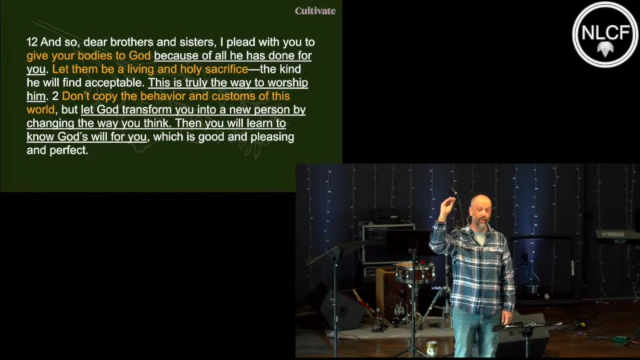 Cultivate
NLCF
12 And so, dear brothers and sisters, I plead with you to
give your bodies to God because of all he has done for
you. Let them be a living and holy sacrifice—the kind
he will find acceptable. This is truly the way to worship
him. 2 Don't copy the behavior and customs of this
world, but let God transform you into a new person by
changing the way you think. Then you will learn to
know God's will for you, which is good and pleasing
and perfect.